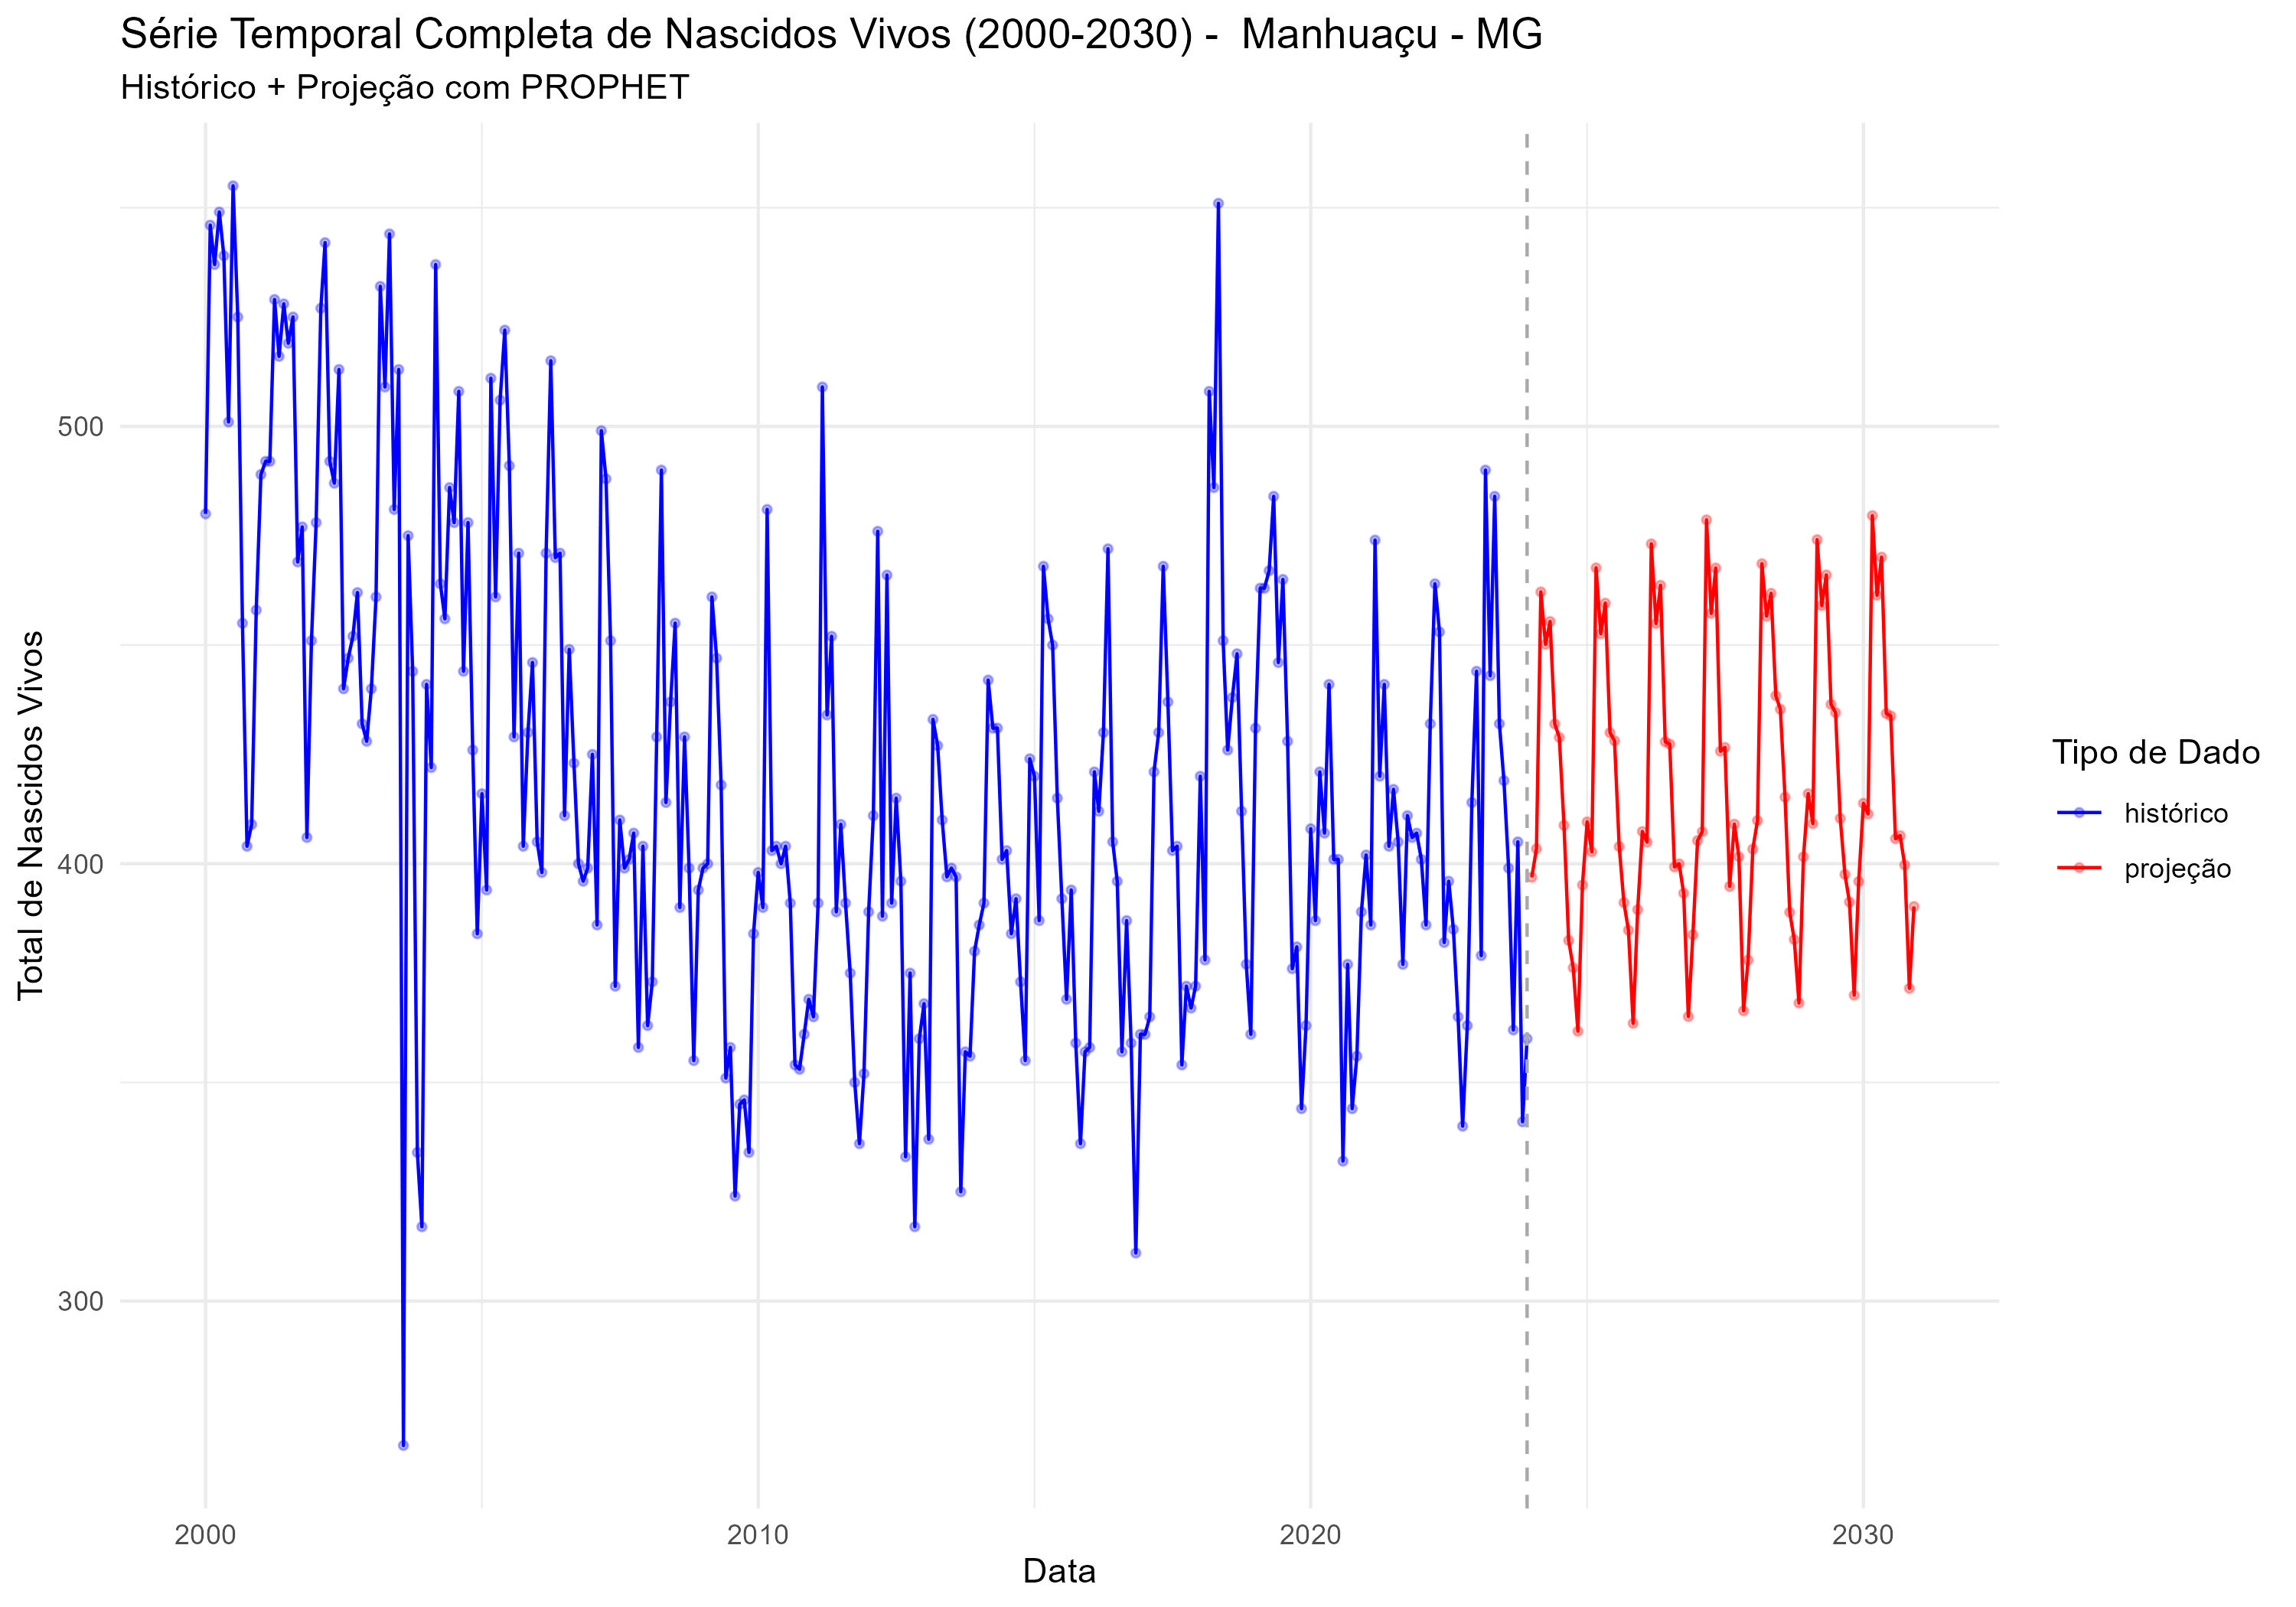 Série Temporal Completa de Nascidos Vivos (2000-2030) -  Manhuaçu - MG
Histórico + Projeção com PROPHET
Total de Nascidos Vivos
500
400
300
2000
2010
2020
2030
Data
Tipo de Dado
histórico
projeção